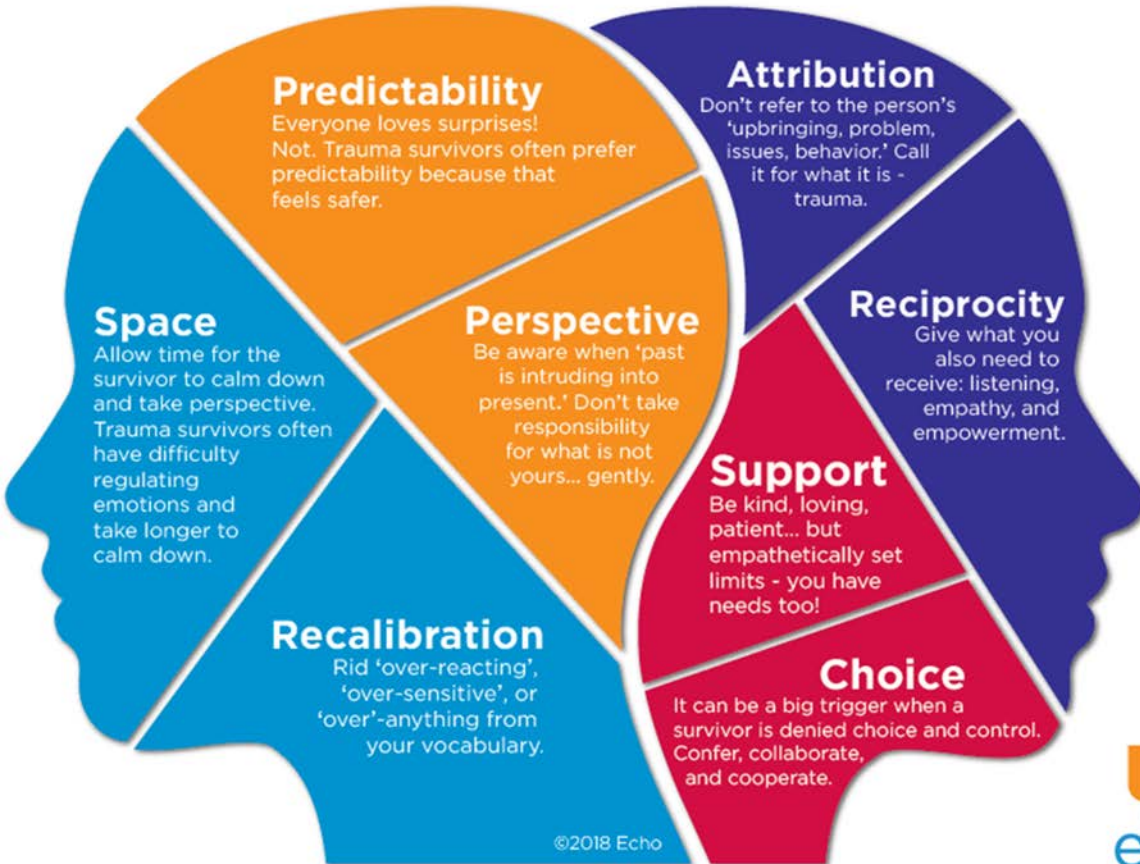 Predictability
Everyone loves surprises!
Not. Trauma survivors often prefer
predictability because that
feels safer.
Attribution
Don't refer to the person's
'upbringing, problem,
issues, behavior.' Call
it for what it is -
trauma.
Space
Allow time for the
survivor to calm down
and take perspective.
Trauma survivors often
have difficulty
regulating
emotions and
take longer to
calm down.
Perspective
Be aware when 'past
is intruding into
present.' Don't take
responsibility
for what is not
yours... gently.
Reciprocity
Give what you
also need to
receive: listening,
empathy, and
empowerment.
Support
Be kind, loving,
patient... but
empathetically set
limits - you have
needs too!
Recalibration
Rid 'over-reacting',
'over-sensitive', or
'over'-anything from
your vocabulary.
Choice
It can be a big trigger when a
survivor is denied choice and control.
Confer, collaborate,
and cooperate.
©2018 Echo